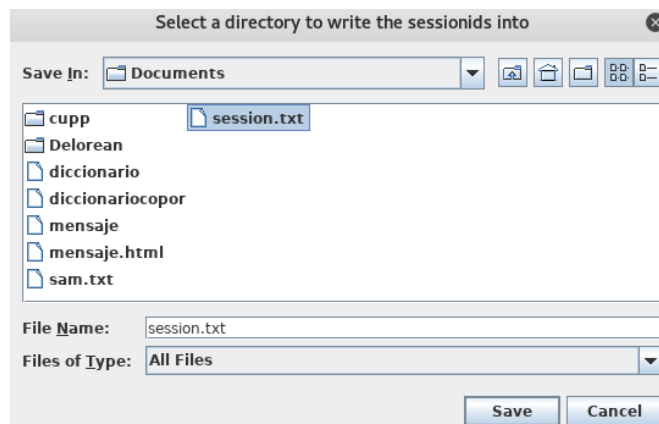 Select a directory to write the sessionids into
Save In: Documents
cupp session.txt
Delorean
diccionario
diccionariocopor
mensaje
mensaje.html
sam.txt
File Name: session.txt
Files of Type: All Files
Save Cancel